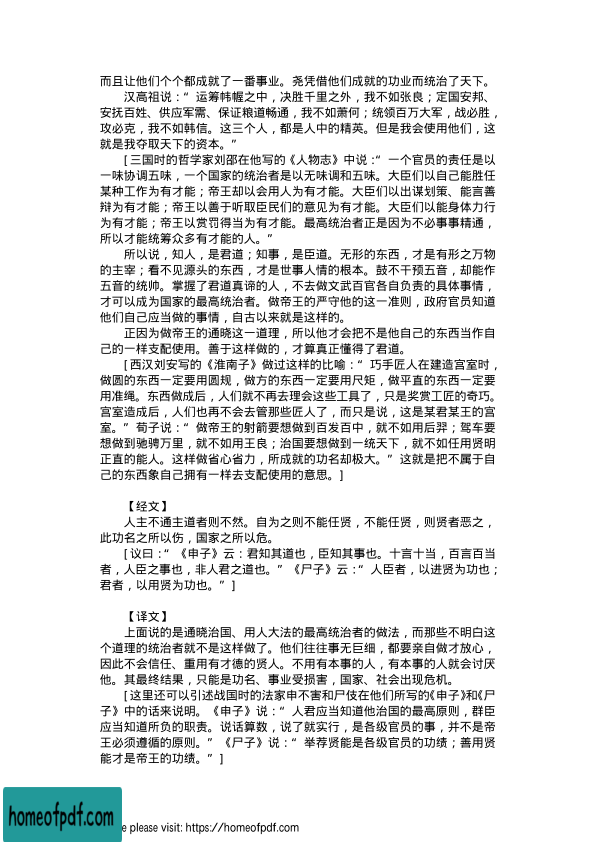 而且让他们个个都成就了一番事业。尧凭借他们成就的功业而统治了天下。
汉高祖说：“运筹帏幄之中，决胜千里之外，我不如张良；定国安邦、
安抚百姓、供应军需、保证粮道畅通，我不如萧何；统领百万大军，战必胜，
攻必克，我不如韩信。这三个人，都是人中的精英。但是我会使用他们，这
就是我夺取天下的资本。”
[三国时的哲学家刘邵在他写的《人物志》中说：“一个官员的责任是以
一味协调五味，一个国家的统治者是以无味调和五味。大臣们以自己能胜任
某种工作为有才能；帝王却以会用人为有才能。大臣们以出谋划策、能言善
辩为有才能；帝王以善于听取臣民们的意见为有才能。大臣们以能身体力行
为有才能；帝王以赏罚得当为有才能。最高统治者正是因为不必事事精通，
所以才能统筹众多有才能的人。”
所以说，知人，是君道；知事，是臣道。无形的东西，才是有形之万物
的主宰；看不见源头的东西，才是世事人情的根本。鼓不干预五音，却能作
五音的统帅。掌握了君道真谛的人，不去做文武百官各自负责的具体事情，
才可以成为国家的最高统治者。做帝王的严守他的这一准则，政府官员知道
他们自己应当做的事情，自古以来就是这样的。
正因为做帝王的通晓这一道理，所以他才会把不是他自己的东西当作自
己的一样支配使用。善于这样做的，才算真正懂得了君道。
[西汉刘安写的《淮南子》做过这样的比喻：“巧手匠人在建造宫室时，
做圆的东西一定要用圆规，做方的东西一定要用尺矩，做平直的东西一定要
用准绳。东西做成后，人们就不再去理会这些工具了，只是奖赏工匠的奇巧。
宫室造成后，人们也再不会去管那些匠人了，而只是说，这是某君某王的宫
室。”荀子说：“做帝王的射箭要想做到百发百中，就不如用后羿；驾车要
想做到驰骋万里，就不如用王良；治国要想做到一统天下，就不如任用贤明
正直的能人。这样做省心省力，所成就的功名却极大。”这就是把不属于自
己的东西象自己拥有一样去支配使用的意思。]
【经文】
人主不通主道者则不然。自为之则不能任贤，不能任贤，则贤者恶之，
此功名之所以伤，国家之所以危。
[议曰：“《申子》云：君知其道也，臣知其事也。十言十当，百言百当
者，人臣之事也，非人君之道也。”《尸子》云：“人臣者，以进贤为功也；
君者，以用贤为功也。”]
【译文】
上面说的是通晓治国、用人大法的最高统治者的做法，而那些不明白这
个道理的统治者就不是这样做了。他们往往事无巨细，都要亲自做才放心，
因此不会信任、重用有才德的贤人。不用有本事的人，有本事的人就会讨厌
他。其最终结果，只能是功名、事业受损害，国家、社会出现危机。
[这里还可以引述战国时的法家申不害和尸佼在他们所写的《申子》和《尸
子》中的话来说明。《申子》说：“人君应当知道他治国的最高原则，群臣
应当知道所负的职责。说话算数，说了就实行，是各级官员的事，并不是帝
王必须遵循的原则。”《尸子》说：“举荐贤能是各级官员的功绩；善用贤
能才是帝王的功绩。”]
homeofpdf.com
e please visit: https://homeofpdf.com